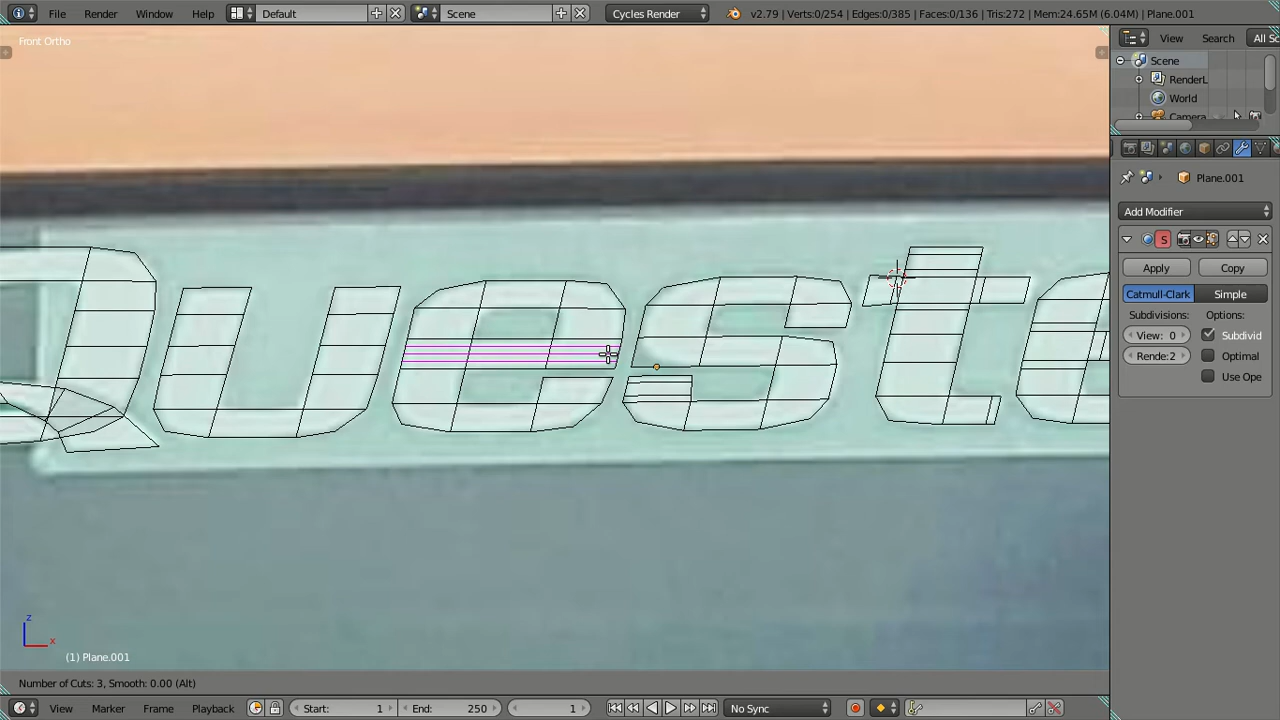 File Render Window Help Default Scene Cycles Render v2.79 | Verts:0/254 | Edges:0/385 | Faces:0/136 | Tris:272 | Mem:24.65M (6.04M) | Plane.001
Front Ortho
View Search All Sc
Scene
RenderL
World
Camera
Plane.001
Add Modifier
S
Apply Copy
Catmull-Clark Simple
Subdivisions: Options:
View: 0 Subdivid
Rende:2 Optimal
Use Ope
Questa
z
x
(1) Plane.001
Number of Cuts: 3, Smooth: 0.00 (Alt)
View Marker Frame Playback Start: 1 End: 250 1 No Sync